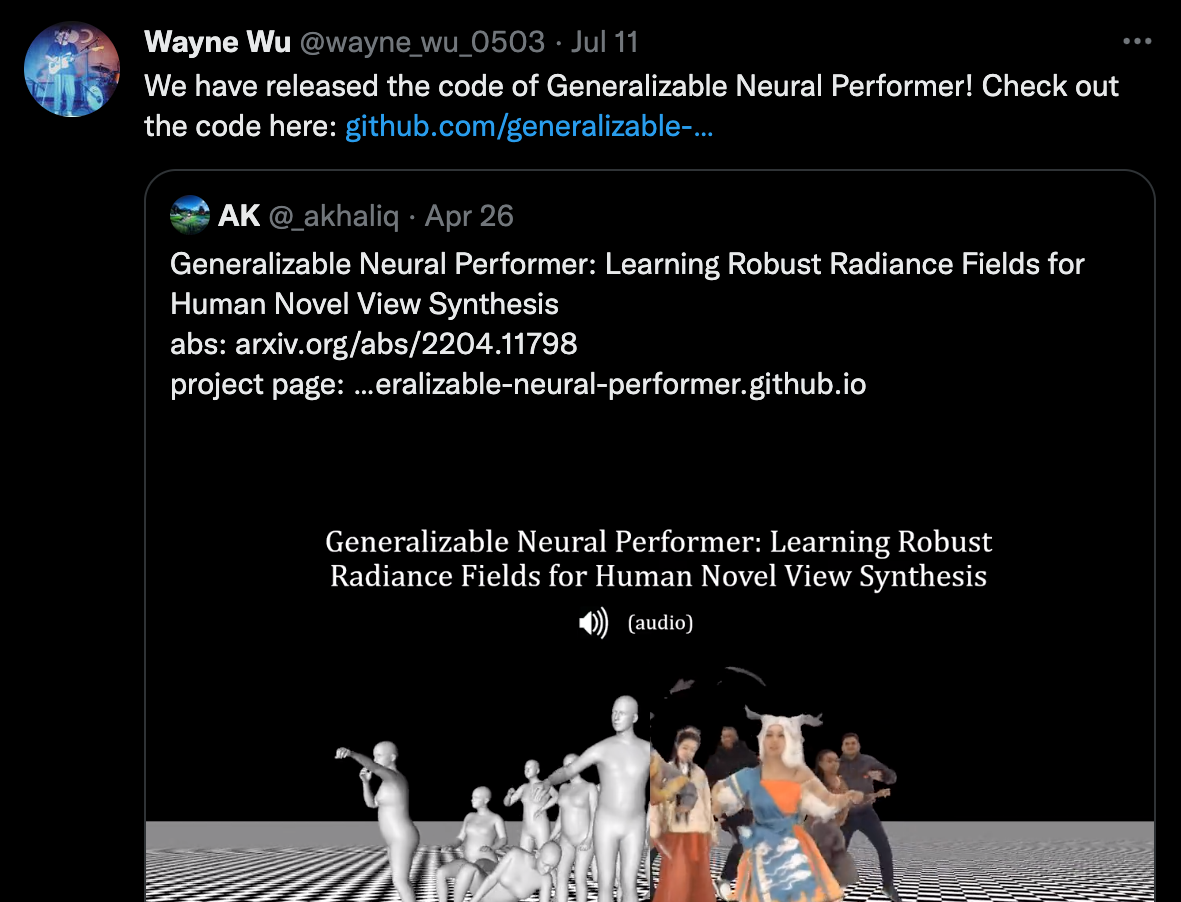 Wayne Wu @wayne_wu_0503 · Jul 11
We have released the code of Generalizable Neural Performer! Check out
the code here: github.com/generalizable-...
AK @_akhaliq · Apr 26
Generalizable Neural Performer: Learning Robust Radiance Fields for
Human Novel View Synthesis
abs: arxiv.org/abs/2204.11798
project page: ...eralizable-neural-performer.github.io
Generalizable Neural Performer: Learning Robust
Radiance Fields for Human Novel View Synthesis
(audio)